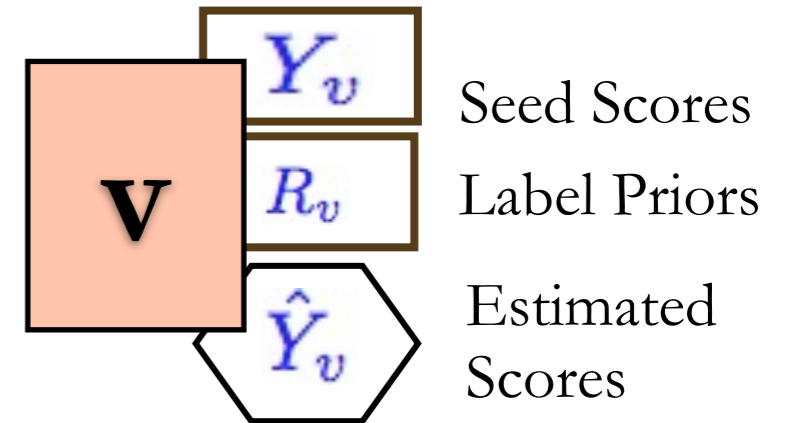 v
Y_v
Seed Scores
R_v
Label Priors
Ŷ_v
Estimated
Scores